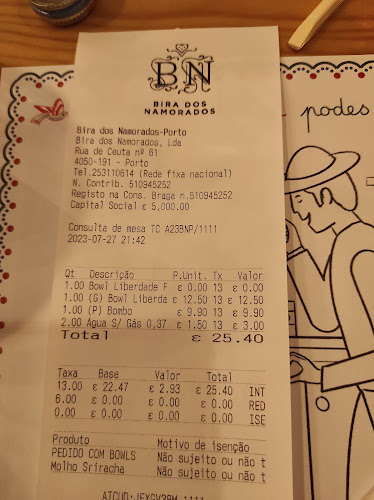 BN
BIRA DOS
NAMORADOS
podes
Bira dos Namorados-Porto
Bira dos Namorados, Lda
Rua de Ceuta nº 61
4050-191 - Porto
Tel.253110614 (Rede fixa nacional)
N. Contrib. 510945252
Registo na Cons. Braga n.510945252
Capital Social £ 5,000.00
Consulta de mesa TC A23BNP/1111
2023-07-27 21:42
Qt Descrição P.Unit. Tx Valor
1.00 Bowl Liberdade F £ 0.00 13 £ 0.00
1.00 (G) Bowl Liberda £ 12.50 13 £ 12.50
1.00 (P) Bombo £ 9.90 13 £ 9.90
2.00 Água S/ Gás 0,37 £ 1.50 13 £ 3.00
Total £ 25.40
Taxa Base Valor Total
13.00 £ 22.47 £ 2.93 £ 25.40 INT
6.00 £ 0.00 £ 0.00 £ 0.00 RED
0.00 £ 0.00 £ 0.00 £ 0.00 ISE
Produto Motivo de isenção
PEDIDO COM BOWLS Não sujeito ou não t
Molho Sriracha Não sujeito ou não t